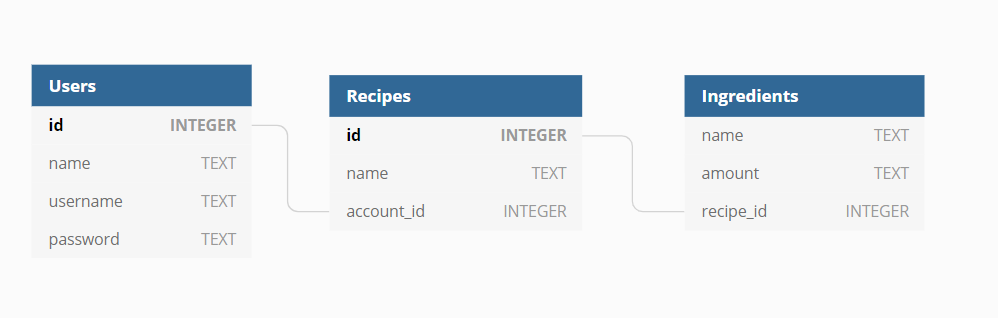 Users
id INTEGER
name TEXT
username TEXT
password TEXT
Recipes
id INTEGER
name TEXT
account_id INTEGER
Ingredients
name TEXT
amount TEXT
recipe_id INTEGER